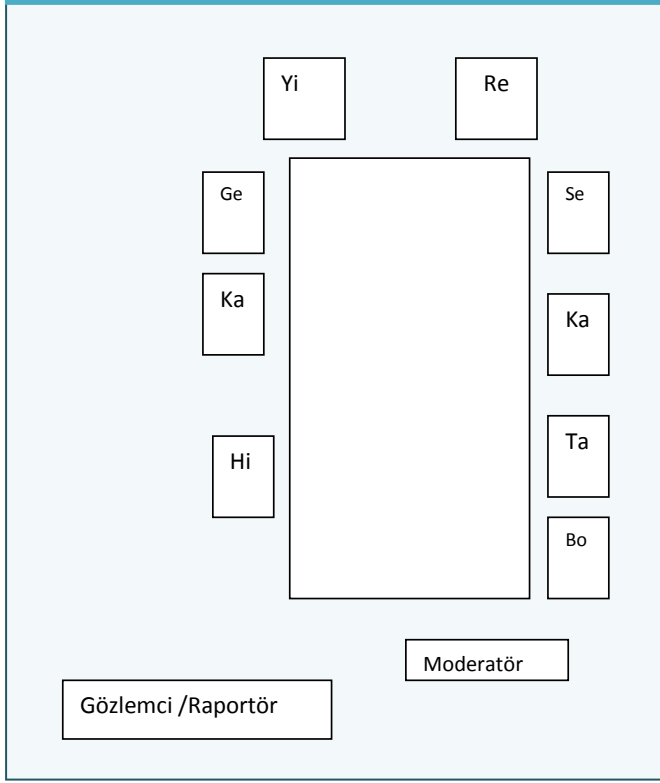 Yi
Re
Ge
Se
Ka
Ka
Hi
Ta
Bo
Moderatör
Gözlemci /Raportör